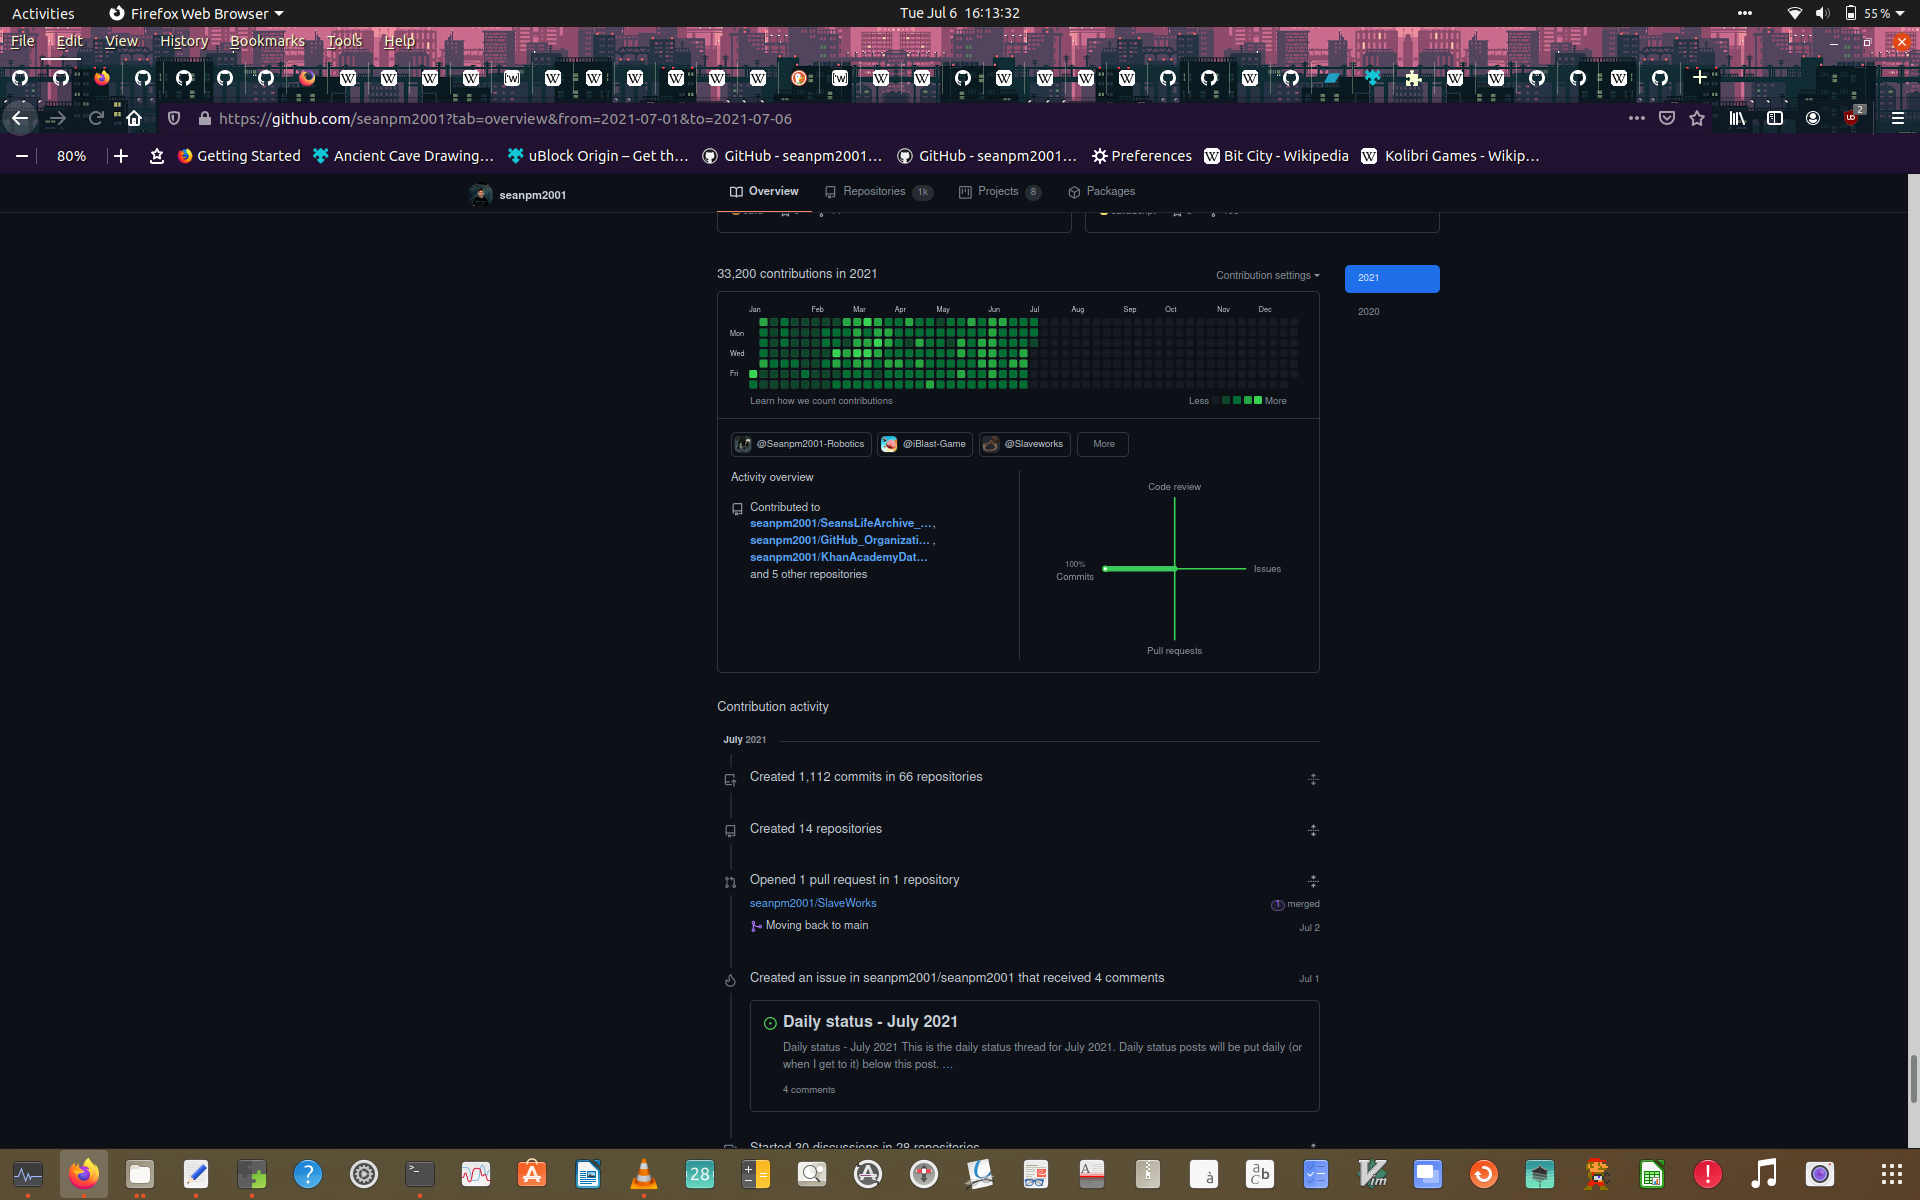 Activities
Firefox Web Browser
Tue Jul 6 16:13:32
55 %
File Edit View History Bookmarks Tools Help
https://github.com/seanpm2001?tab=overview&from=2021-07-01&to=2021-07-06
2
80%
Getting Started
Ancient Cave Drawing...
uBlock Origin – Get th...
GitHub - seanpm2001...
GitHub - seanpm2001...
Preferences
Bit City - Wikipedia
Kolibri Games - Wikip...
seanpm2001
Overview
Repositories 1k
Projects 8
Packages
33,200 contributions in 2021
Contribution settings
2021
2020
Jan Feb Mar Apr May Jun Jul Aug Sep Oct Nov Dec
Mon
Wed
Fri
Learn how we count contributions
Less
More
@Seanpm2001-Robotics
@iBlast-Game
@Slaveworks
More
Activity overview
Contributed to
seanpm2001/SeansLifeArchive_...,
seanpm2001/GitHub_Organizati... ,
seanpm2001/KhanAcademyDat...
and 5 other repositories
Code review
100%
Commits
Issues
Pull requests
Contribution activity
July 2021
Created 1,112 commits in 66 repositories
Created 14 repositories
Opened 1 pull request in 1 repository
seanpm2001/SlaveWorks
1 merged
Moving back to main
Jul 2
Created an issue in seanpm2001/seanpm2001 that received 4 comments
Jul 1
Daily status - July 2021
Daily status - July 2021 This is the daily status thread for July 2021. Daily status posts will be put daily (or
when I get to it) below this post. ...
4 comments
Started 30 discussions in 28 repositories
28